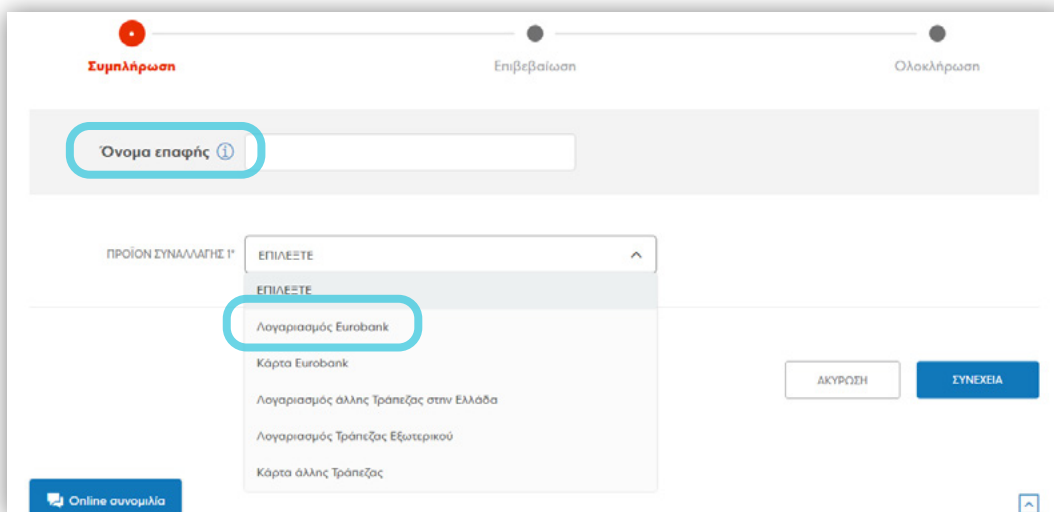 Συμπλήρωση
Επιβεβαίωση
Ολοκλήρωση
Όνομα επαφής
ΠΡΟΪΟΝ ΣΥΝΑΛΛΑΓΗΣ 1*
ΕΠΙΛΕΞΤΕ
ΕΠΙΛΕΞΤΕ
Λογαριασμός Eurobank
Κάρτα Eurobank
Λογαριασμός άλλης Τράπεζας στην Ελλάδα
Λογαριασμός Τράπεζας Εξωτερικού
Κάρτα άλλης Τράπεζας
ΑΚΥΡΩΣΗ
ΣΥΝΕΧΕΙΑ
Online συνομιλία